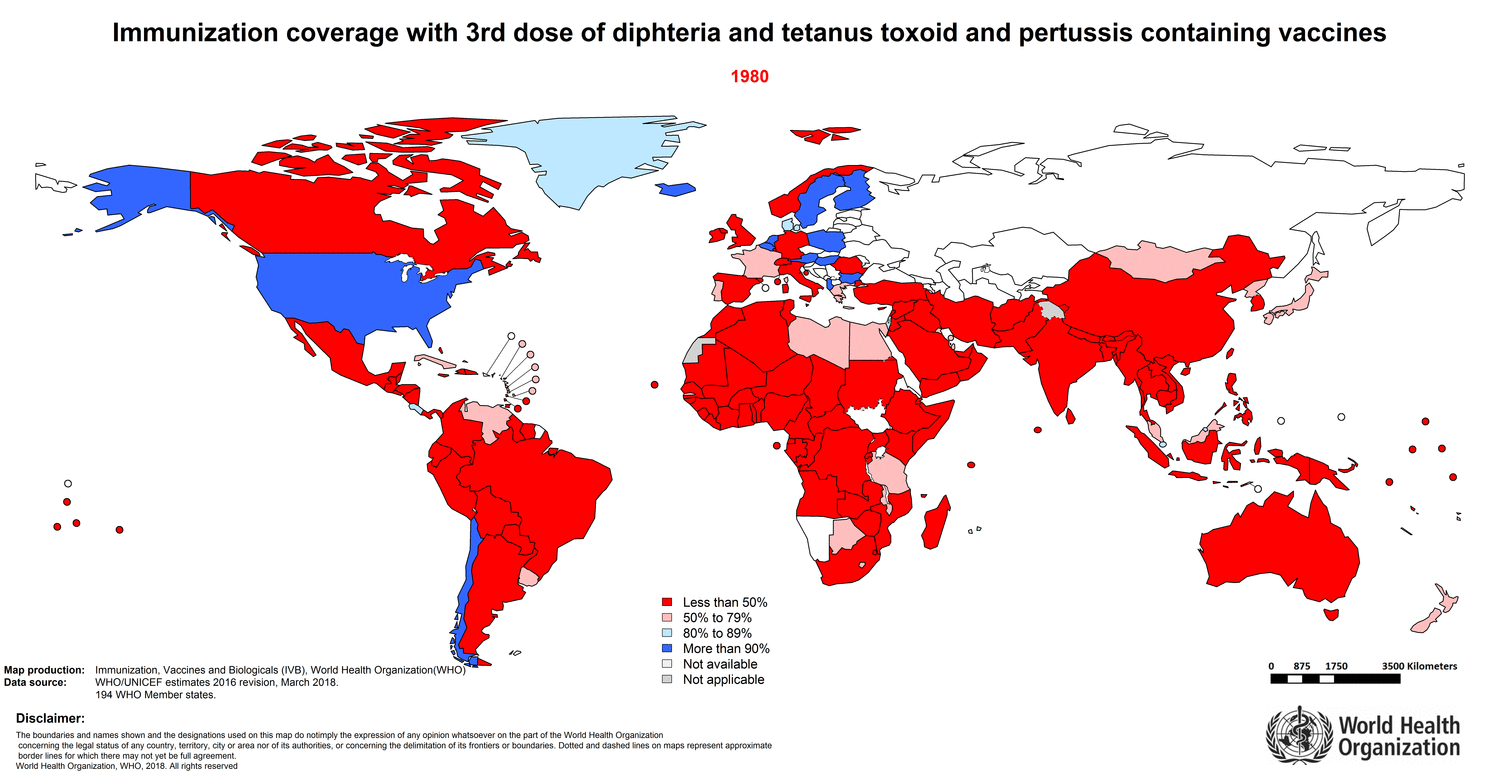 Immunization coverage with 3rd dose of diphteria and tetanus toxoid and pertussis containing vaccines
1980
Less than 50%
50% to 79%
80% to 89%
More than 90%
Not available
Not applicable
Map production: Immunization, Vaccines and Biologicals (IVB), World Health Organization(WHO)
Data source: WHO/UNICEF estimates 2016 revision, March 2018.
194 WHO Member states.
0 875 1750 3500 Kilometers
Disclaimer:
The boundaries and names shown and the designations used on this map do notimply the expression of any opinion whatsoever on the part of the World Health Organization
concerning the legal status of any country, territory, city or area nor of its authorities, or concerning the delimitation of its frontiers or boundaries. Dotted and dashed lines on maps represent approximate
border lines for which there may not yet be full agreement.
World Health Organization, WHO, 2018. All rights reserved
World Health
Organization